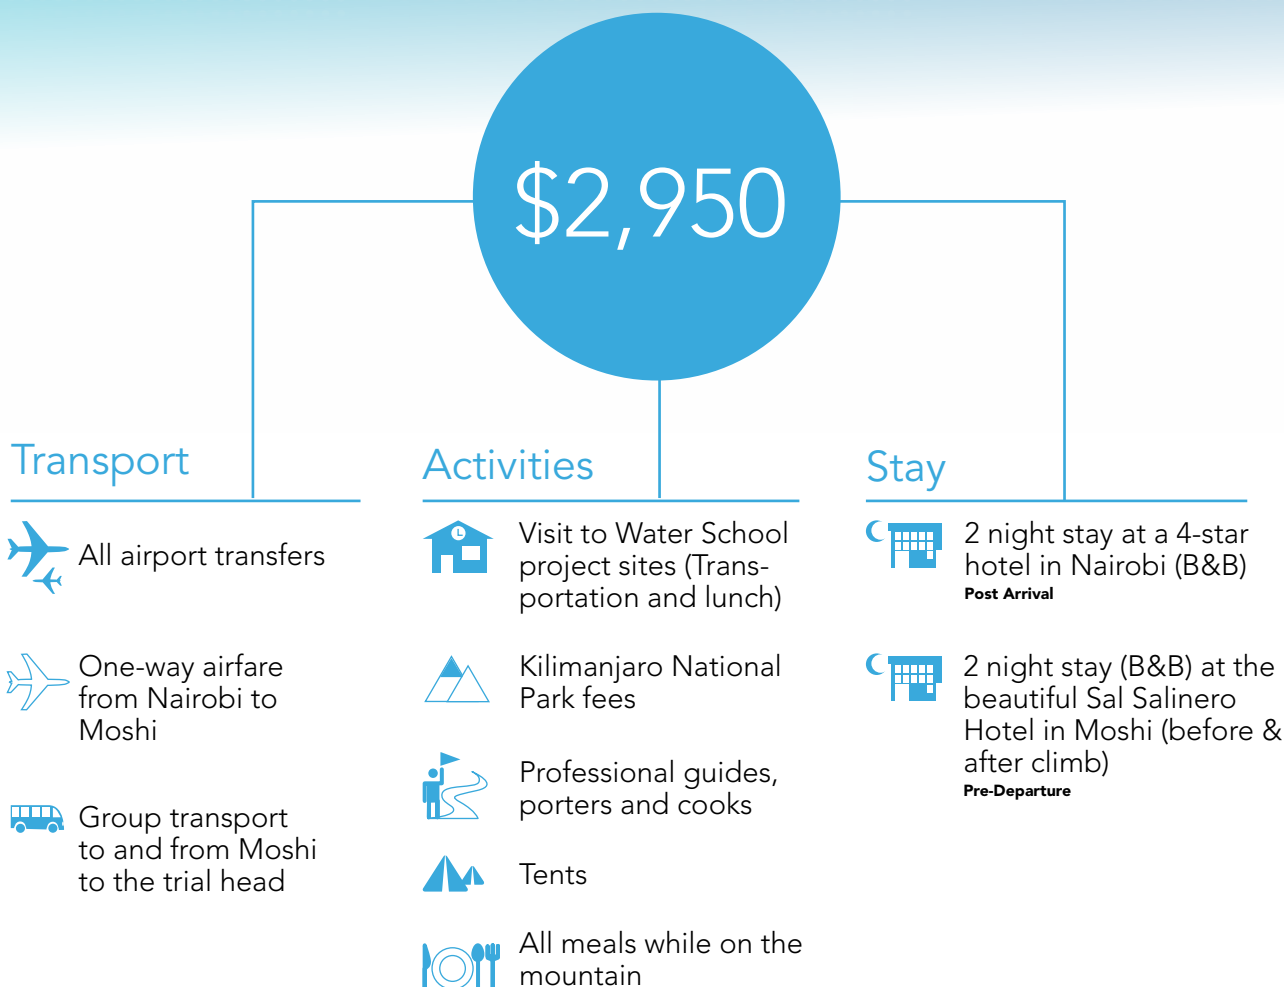 $2,950
Transport
All airport transfers
One-way airfare
from Nairobi to
Moshi
Group transport
to and from Moshi
to the trial head
Activities
Visit to Water School
project sites (Trans-
portation and lunch)
Kilimanjaro National
Park fees
Professional guides,
porters and cooks
Tents
All meals while on the
mountain
Stay
2 night stay at a 4-star
hotel in Nairobi (B&B)
Post Arrival
2 night stay (B&B) at the
beautiful Sal Salinero
Hotel in Moshi (before &
after climb)
Pre-Departure